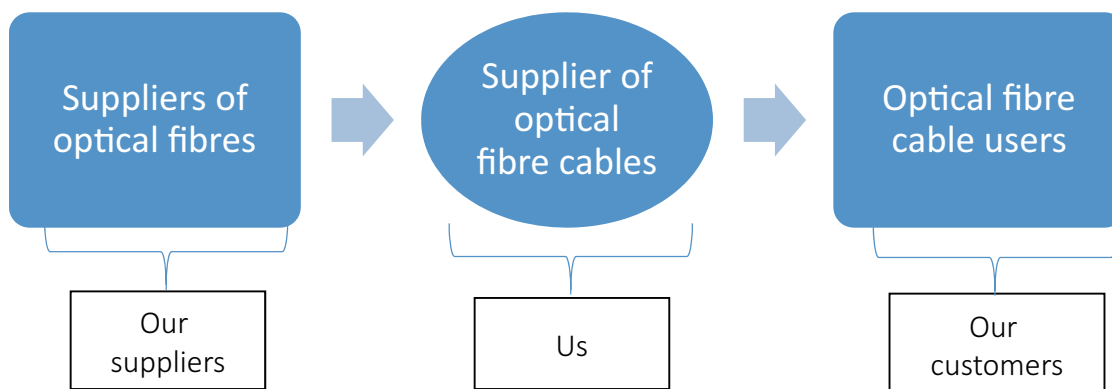 Suppliers of
optical fibres
Supplier of
optical
fibre cables
Optical fibre
cable users
Our
suppliers
Us
Our
customers